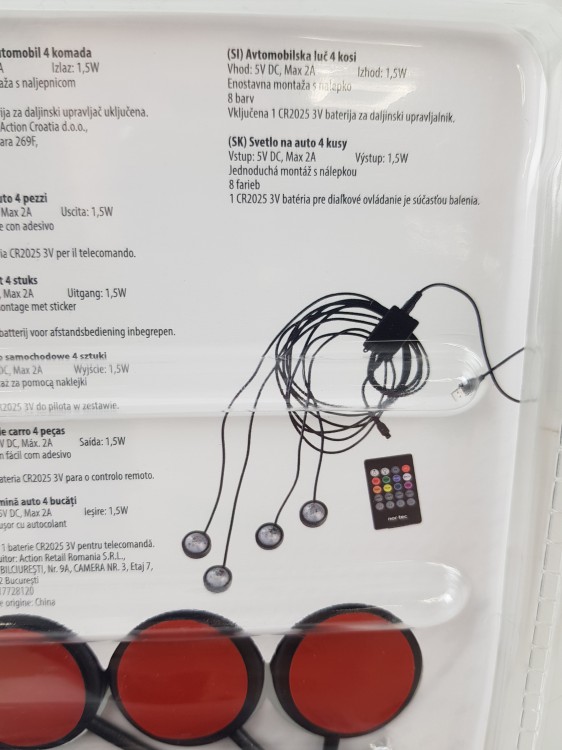 utomobil 4 komada
A Izlaz: 1,5W
aža s naljepnicom
ija za daljinski upravljač uključena.
Action Croatia d.o.o.,
ara 269F,
uto 4 pezzi
Max 2A Uscita: 1,5W
e con adesivo
ia CR2025 3V per il telecomando.
t 4 stuks
, Max 2A Uitgang: 1,5W
ontage met sticker
batterij voor afstandsbediening inbegrepen.
o samochodowe 4 sztuki
DC, Max 2A Wyjście: 1,5W
aż za pomocą naklejki
R2025 3V do pilota w zestawie.
ie carro 4 peças
V DC, Máx. 2A Saída: 1,5W
n fácil com adesivo
ateria CR2025 3V para o controlo remoto.
mină auto 4 bucăți
5V DC, Max 2A Ieșire: 1,5W
ușor cu autocolant
1 baterie CR2025 3V pentru telecomandă.
uitor: Action Retail Romania S.R.L.,
BILCIUREȘTI, Nr. 9A, CAMERA NR. 3, Etaj 7,
2 București
17728120
e origine: China
(SI) Avtomobilska luč 4 kosi
Vhod: 5V DC, Max 2A Izhod: 1,5W
Enostavna montaža s nalepko
8 barv
Vključena 1 CR2025 3V baterija za daljinski upravljalnik.
(SK) Svetlo na auto 4 kusy
Vstup: 5V DC, Max 2A Výstup: 1,5W
Jednoduchá montáž s nálepkou
8 farieb
1 CR2025 3V batéria pre diaľkové ovládanie je súčasťou balenia.